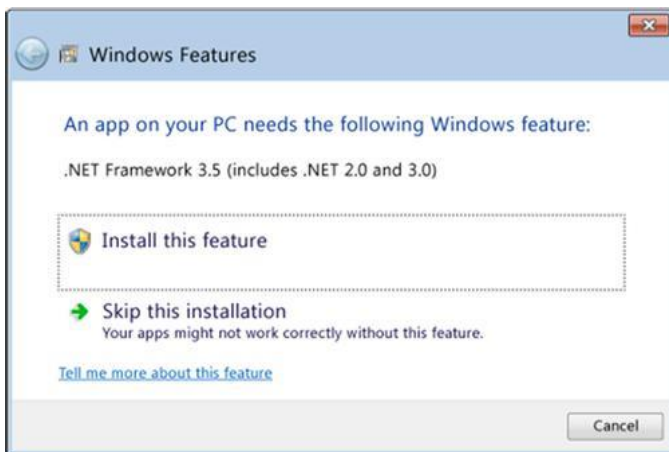 Windows Features
An app on your PC needs the following Windows feature:
.NET Framework 3.5 (includes .NET 2.0 and 3.0)
Install this feature
Skip this installation
Your apps might not work correctly without this feature.
Tell me more about this feature
Cancel